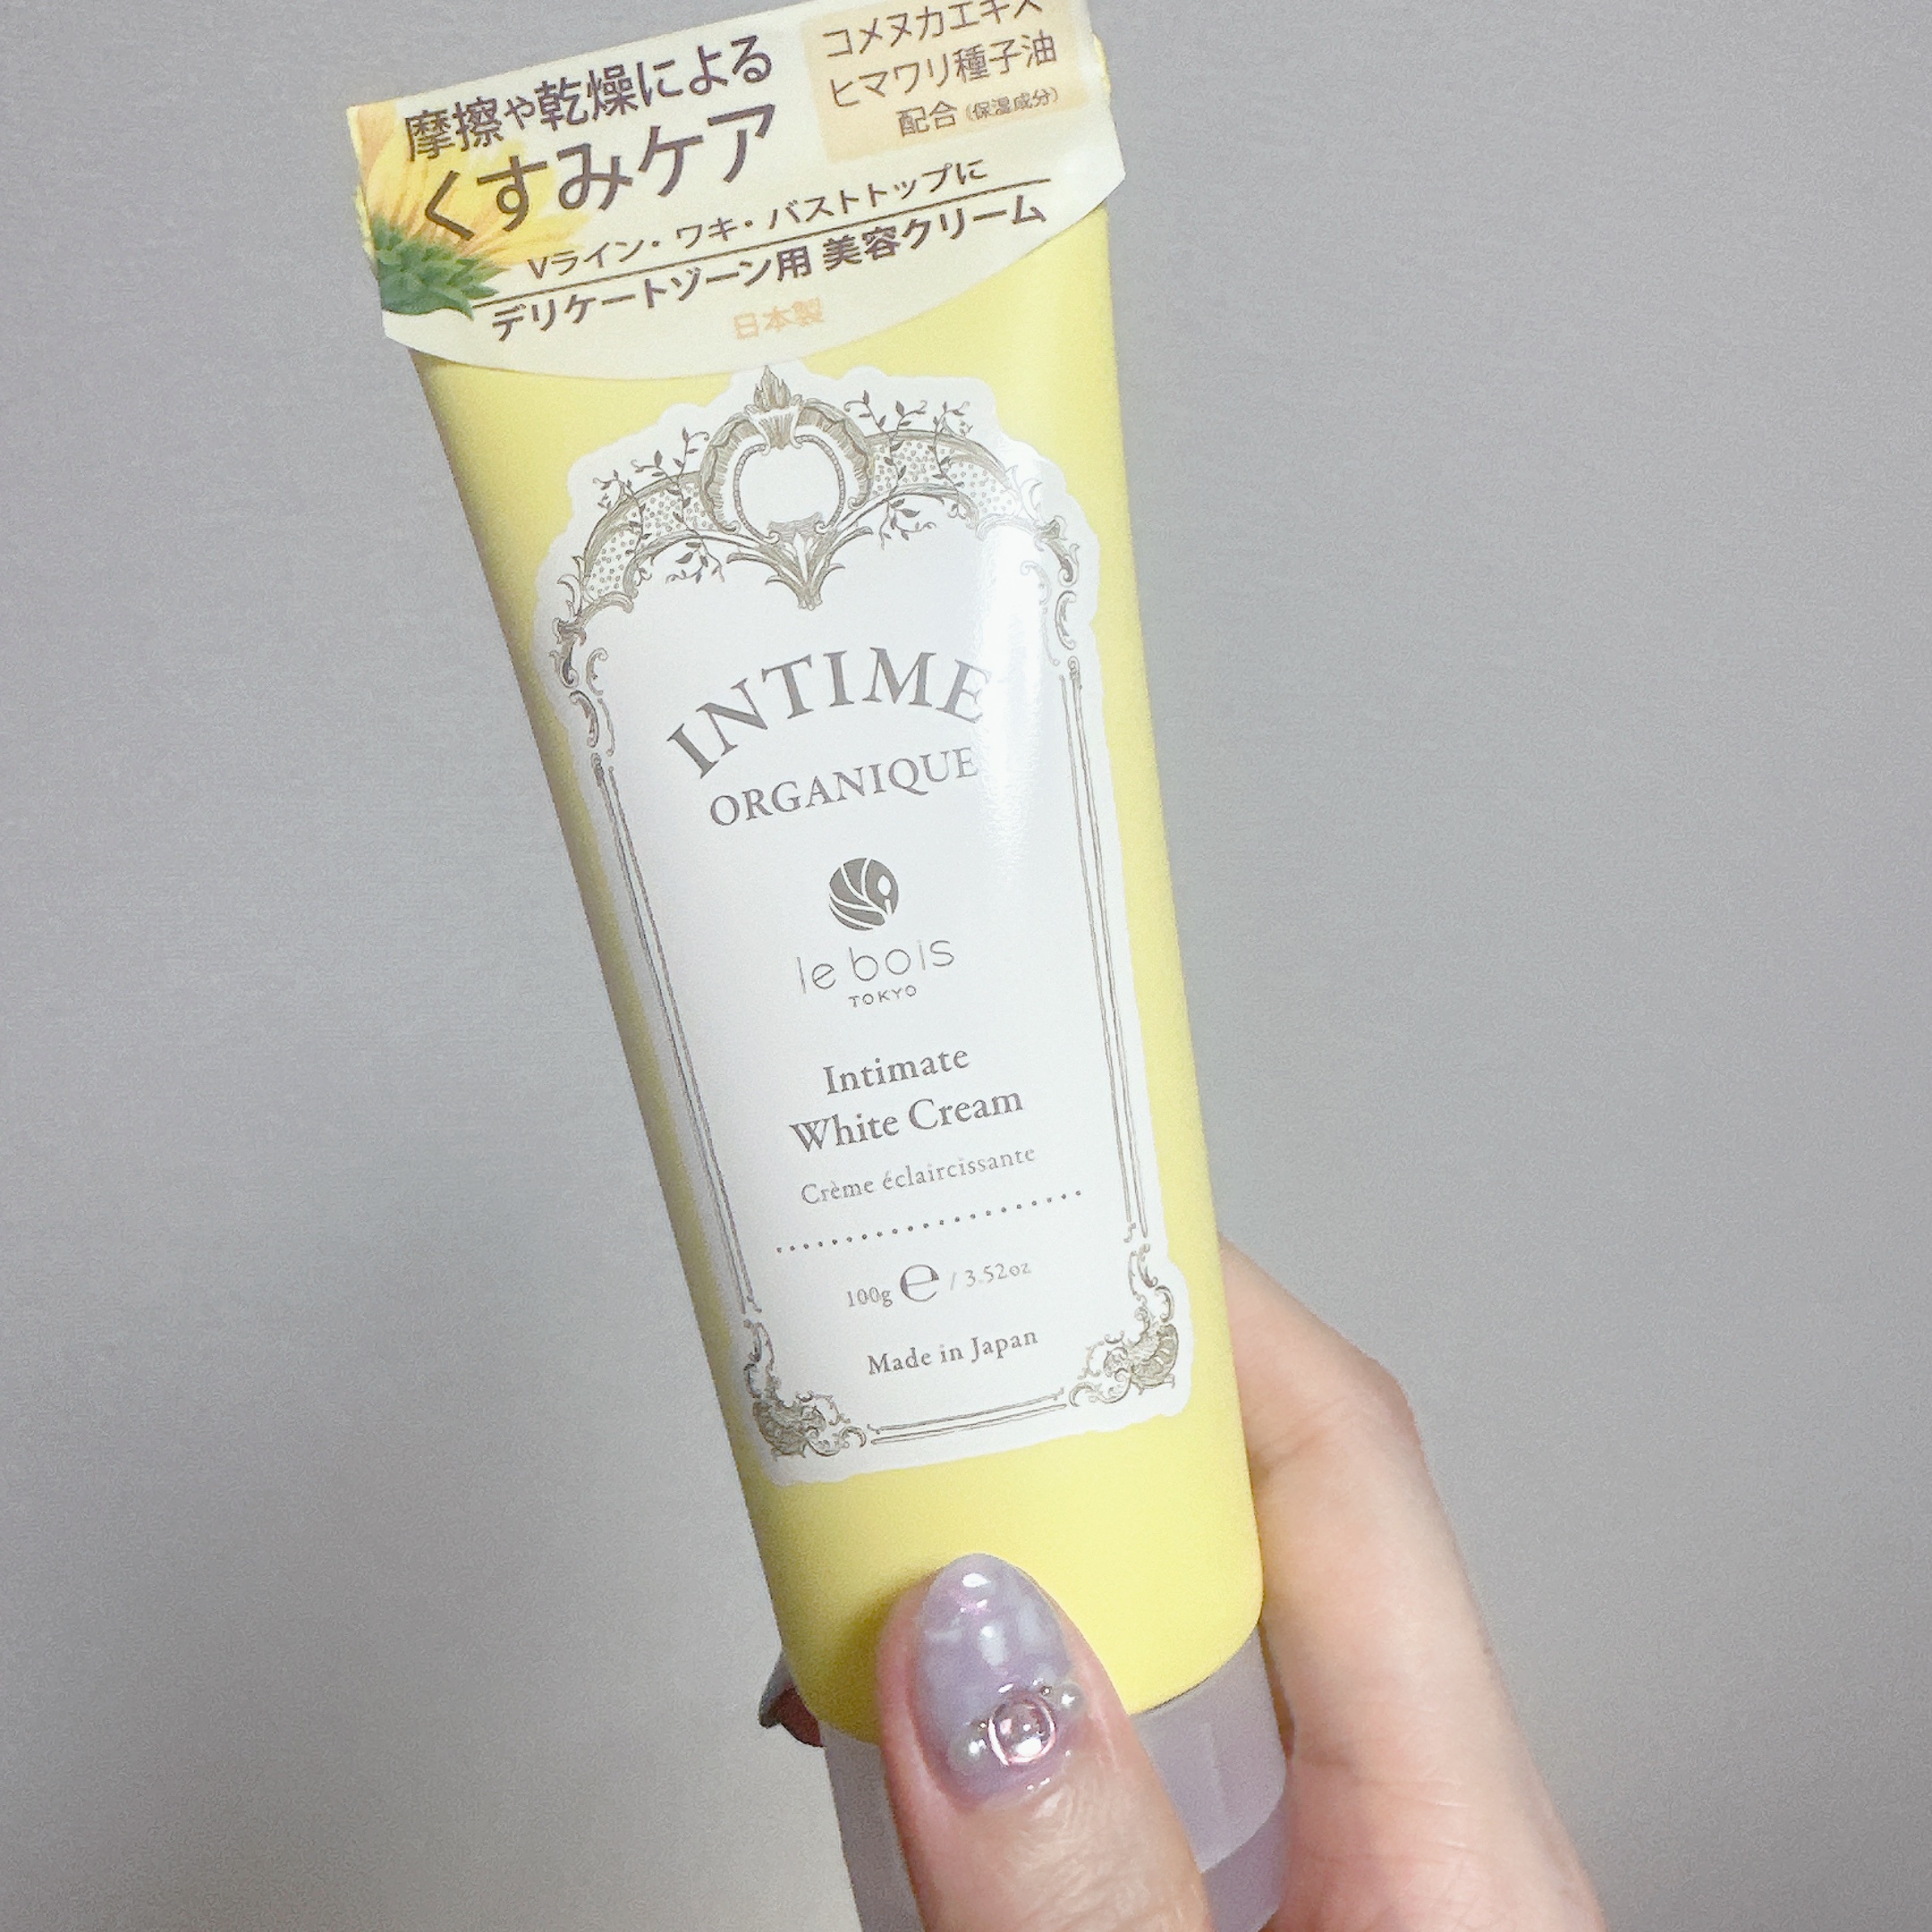 摩擦や乾燥による
くすみケア
コメヌカエキス
ヒマワリ種子油
配合(保湿成分)
Vライン・ワキ・バストトップに
デリケートゾーン用 美容クリーム
日本製
INTIME
ORGANIQUE
le bois
TOKYO
Intimate
White Cream
Crème éclaircissante
100g ℮ / 3.52oz
Made in Japan